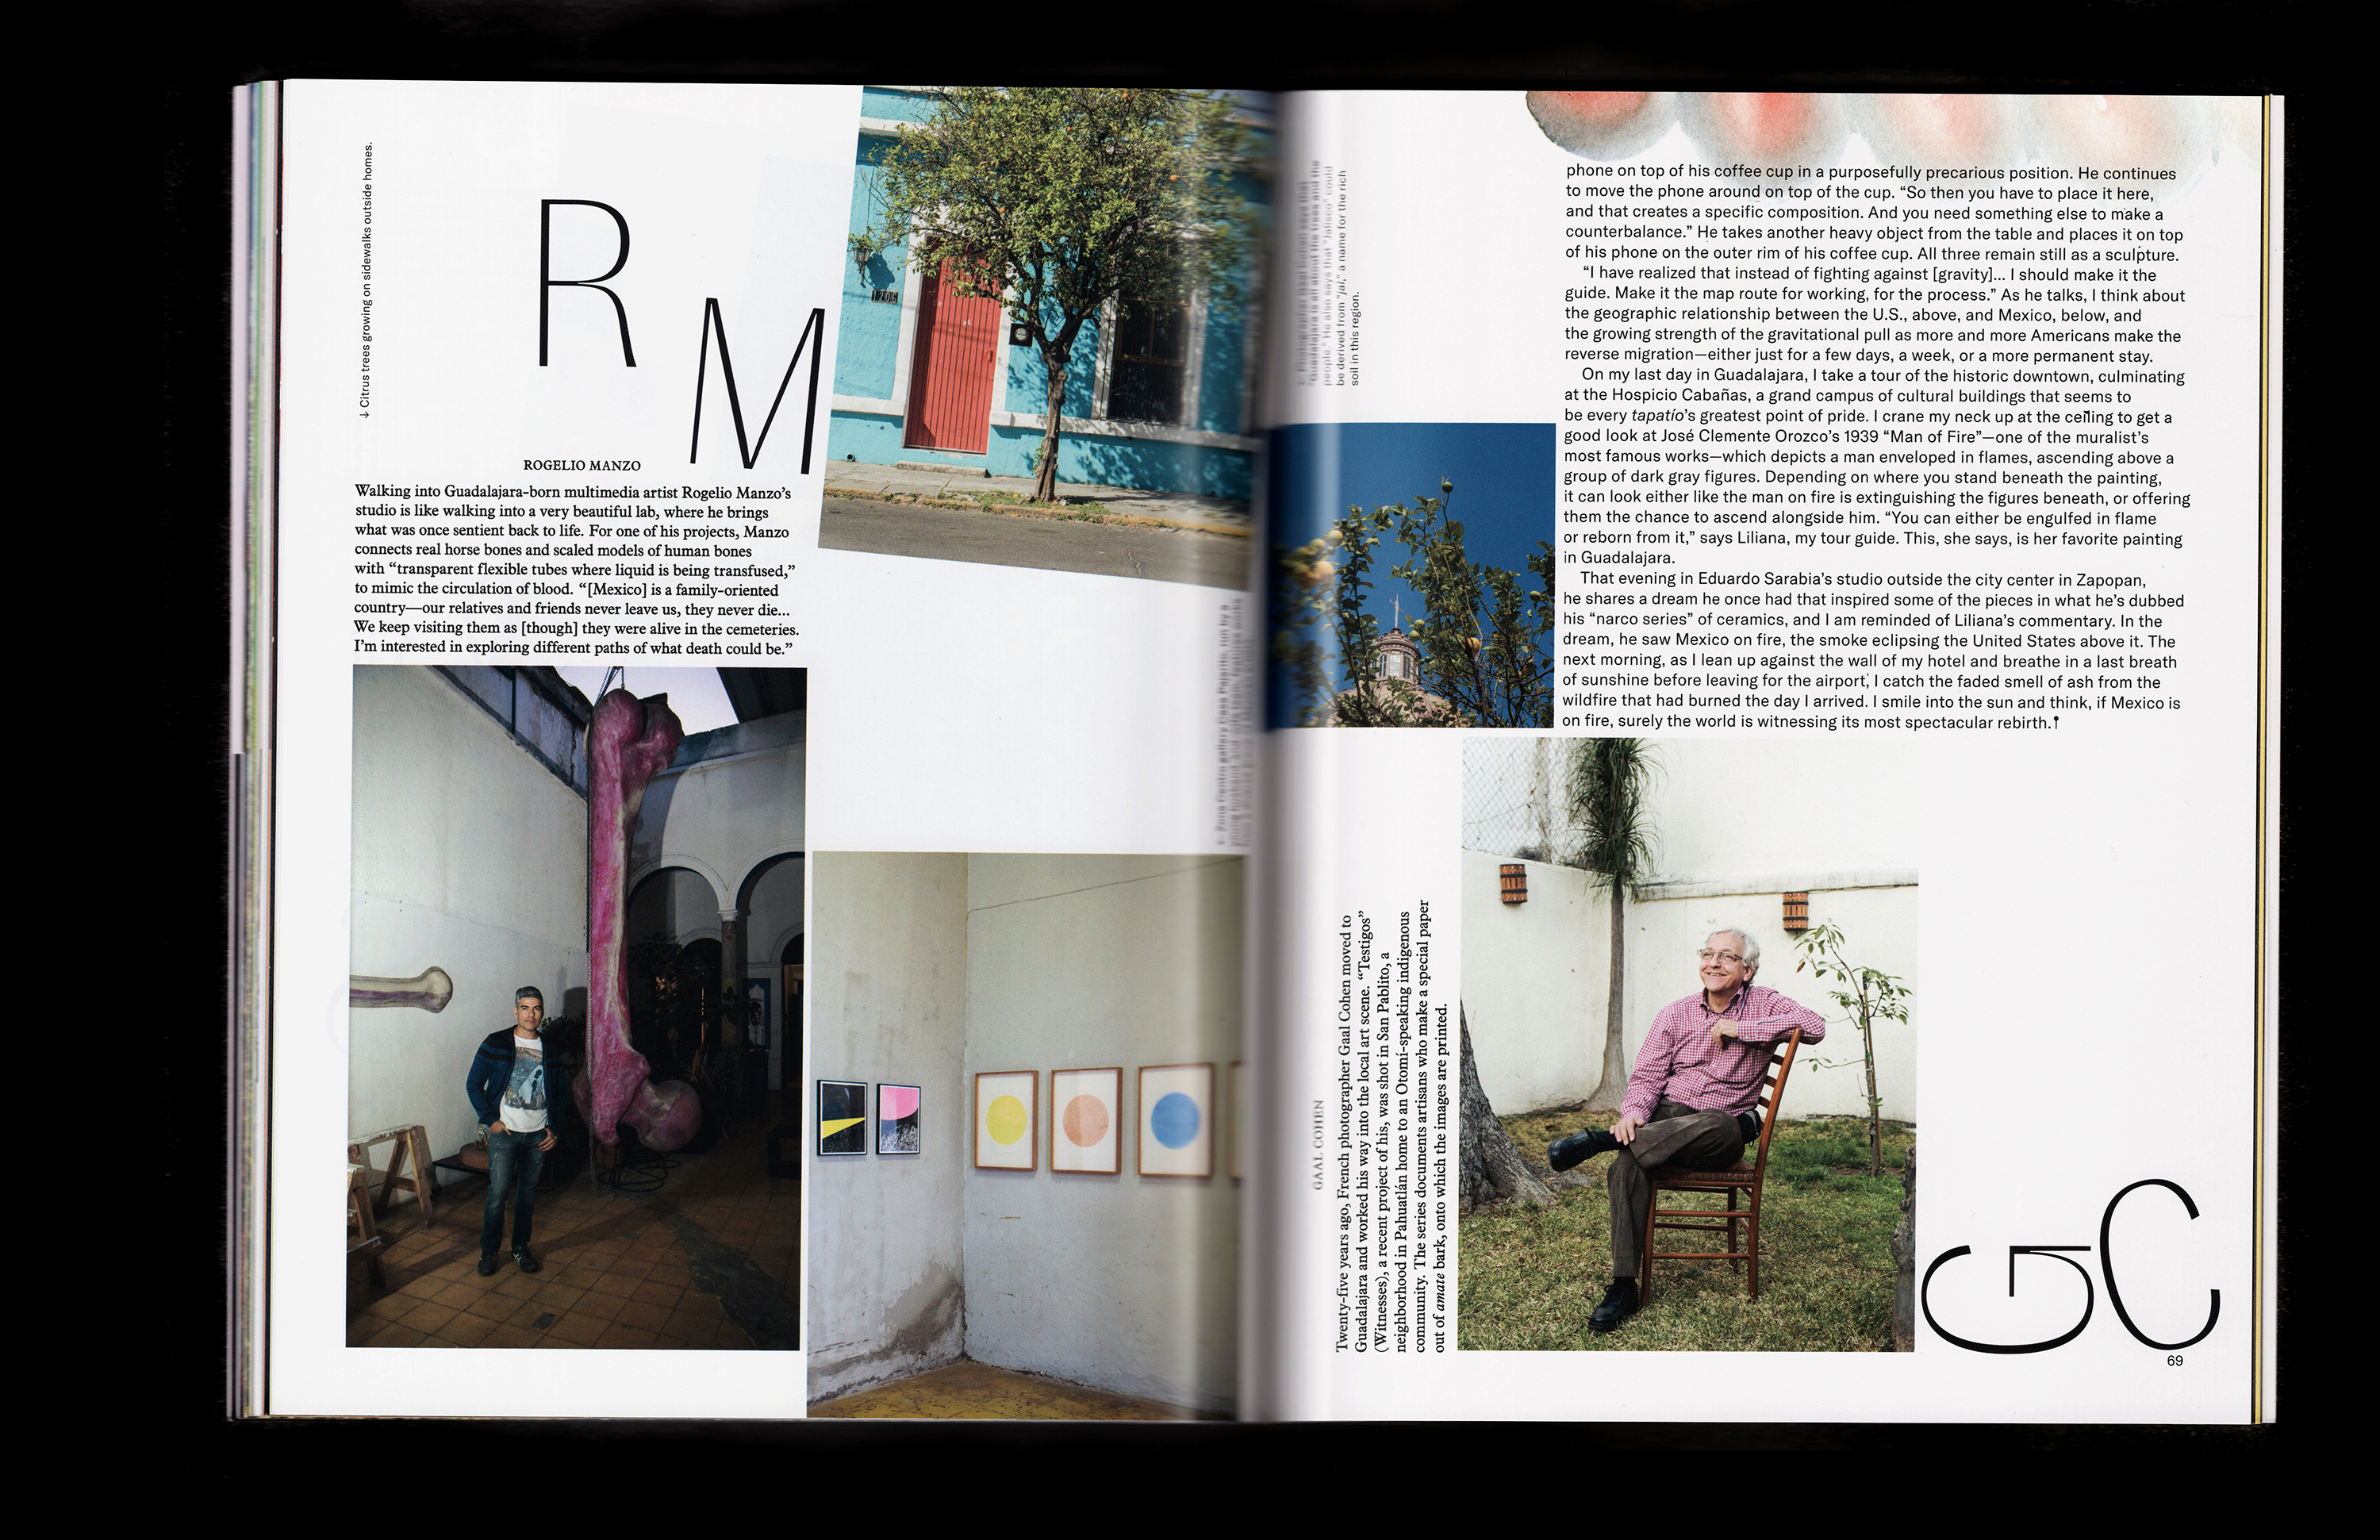 ↓ Citrus trees growing on sidewalks outside homes.
R
M
1206
ROGELIO MANZO
Walking into Guadalajara-born multimedia artist Rogelio Manzo’s
studio is like walking into a very beautiful lab, where he brings
what was once sentient back to life. For one of his projects, Manzo
connects real horse bones and scaled models of human bones
with “transparent flexible tubes where liquid is being transfused,”
to mimic the circulation of blood. “[Mexico] is a family-oriented
country—our relatives and friends never leave us, they never die...
We keep visiting them as [though] they were alive in the cemeteries.
I’m interested in exploring different paths of what death could be.”
people.” He also says that “Jalisco” could
be derived from “jal,” a name for the rich
soil in this region.
phone on top of his coffee cup in a purposefully precarious position. He continues
to move the phone around on top of the cup. “So then you have to place it here,
and that creates a specific composition. And you need something else to make a
counterbalance.” He takes another heavy object from the table and places it on top
of his phone on the outer rim of his coffee cup. All three remain still as a sculpture.
“I have realized that instead of fighting against [gravity]... I should make it the
guide. Make it the map route for working, for the process.” As he talks, I think about
the geographic relationship between the U.S., above, and Mexico, below, and
the growing strength of the gravitational pull as more and more Americans make the
reverse migration—either just for a few days, a week, or a more permanent stay.
On my last day in Guadalajara, I take a tour of the historic downtown, culminating
at the Hospicio Cabañas, a grand campus of cultural buildings that seems to
be every tapatío’s greatest point of pride. I crane my neck up at the ceiling to get a
good look at José Clemente Orozco’s 1939 “Man of Fire”—one of the muralist’s
most famous works—which depicts a man enveloped in flames, ascending above a
group of dark gray figures. Depending on where you stand beneath the painting,
it can look either like the man on fire is extinguishing the figures beneath, or offering
them the chance to ascend alongside him. “You can either be engulfed in flame
or reborn from it,” says Liliana, my tour guide. This, she says, is her favorite painting
in Guadalajara.
That evening in Eduardo Sarabia’s studio outside the city center in Zapopan,
he shares a dream he once had that inspired some of the pieces in what he’s dubbed
his “narco series” of ceramics, and I am reminded of Liliana’s commentary. In the
dream, he saw Mexico on fire, the smoke eclipsing the United States above it. The
next morning, as I lean up against the wall of my hotel and breathe in a last breath
of sunshine before leaving for the airport, I catch the faded smell of ash from the
wildfire that had burned the day I arrived. I smile into the sun and think, if Mexico is
on fire, surely the world is witnessing its most spectacular rebirth.
GAAL COHEN
Twenty-five years ago, French photographer Gaal Cohen moved to
Guadalajara and worked his way into the local art scene. “Testigos”
(Witnesses), a recent project of his, was shot in San Pablito, a
neighborhood in Pahuatlán home to an Otomí-speaking indigenous
community. The series documents artisans who make a special paper
out of amate bark, onto which the images are printed.
G
C
69